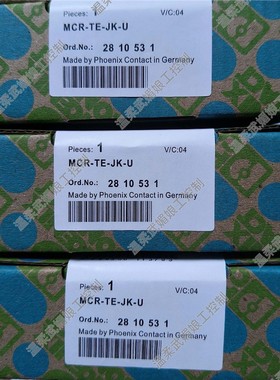 Pieces: 1 V/C:04
MCR-TE-JK-U
Ord.No.: 28 10 53 1
Made by Phoenix Contact in Germany
Pieces: 1 V/C:04
MCR-TE-JK-U
Ord.No.: 28 10 53 1
Made by Phoenix Contact in Germany
Pieces: 1 V/C:04
MCR-TE-JK-U
Ord.No.: 28 10 53 1
Made by Phoenix Contact in Germany